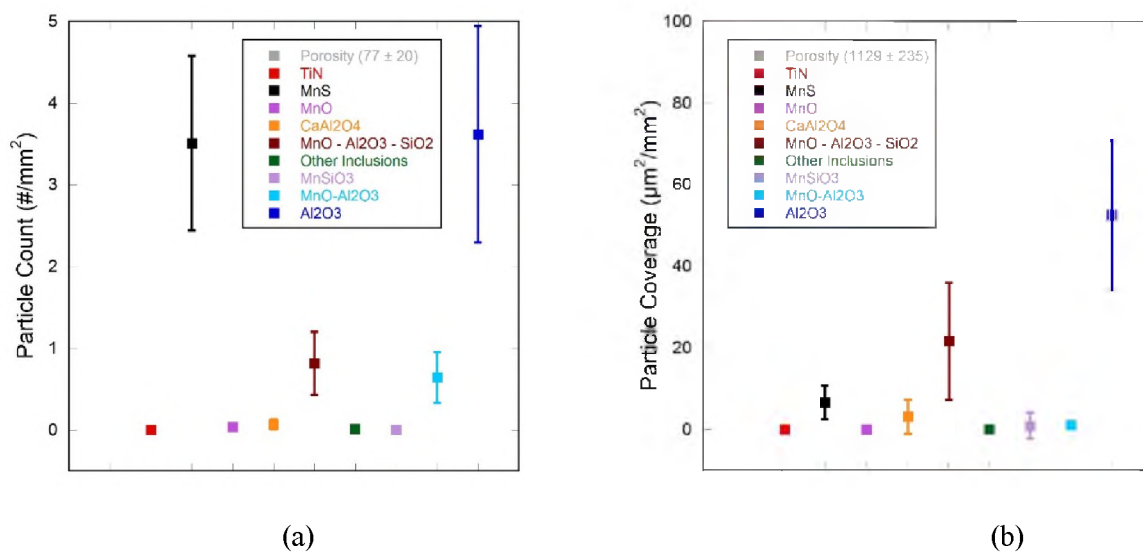 Particle Count (#/mm²)
5
4
3
2
1
0
Porosity (77 ± 20)
TiN
MnS
MnO
CaAl2O4
MnO - Al2O3 - SiO2
Other Inclusions
MnSiO3
MnO-Al2O3
Al2O3
(a)
Particle Coverage (µm²/mm²)
100
80
60
40
20
0
Porosity (1129 ± 235)
TiN
MnS
MnO
CaAl2O4
MnO - Al2O3 - SiO2
Other Inclusions
MnSiO3
MnO-Al2O3
Al2O3
(b)